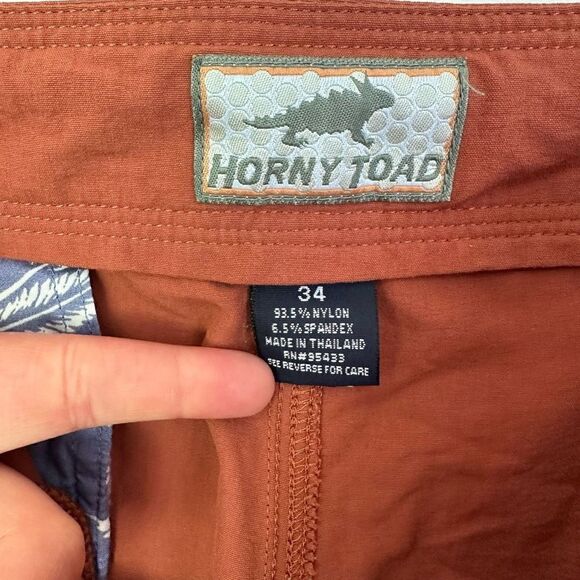 HORNY TOAD
34
93.5% NYLON
6.5% SPANDEX
MADE IN THAILAND
RN#95433
SEE REVERSE FOR CARE